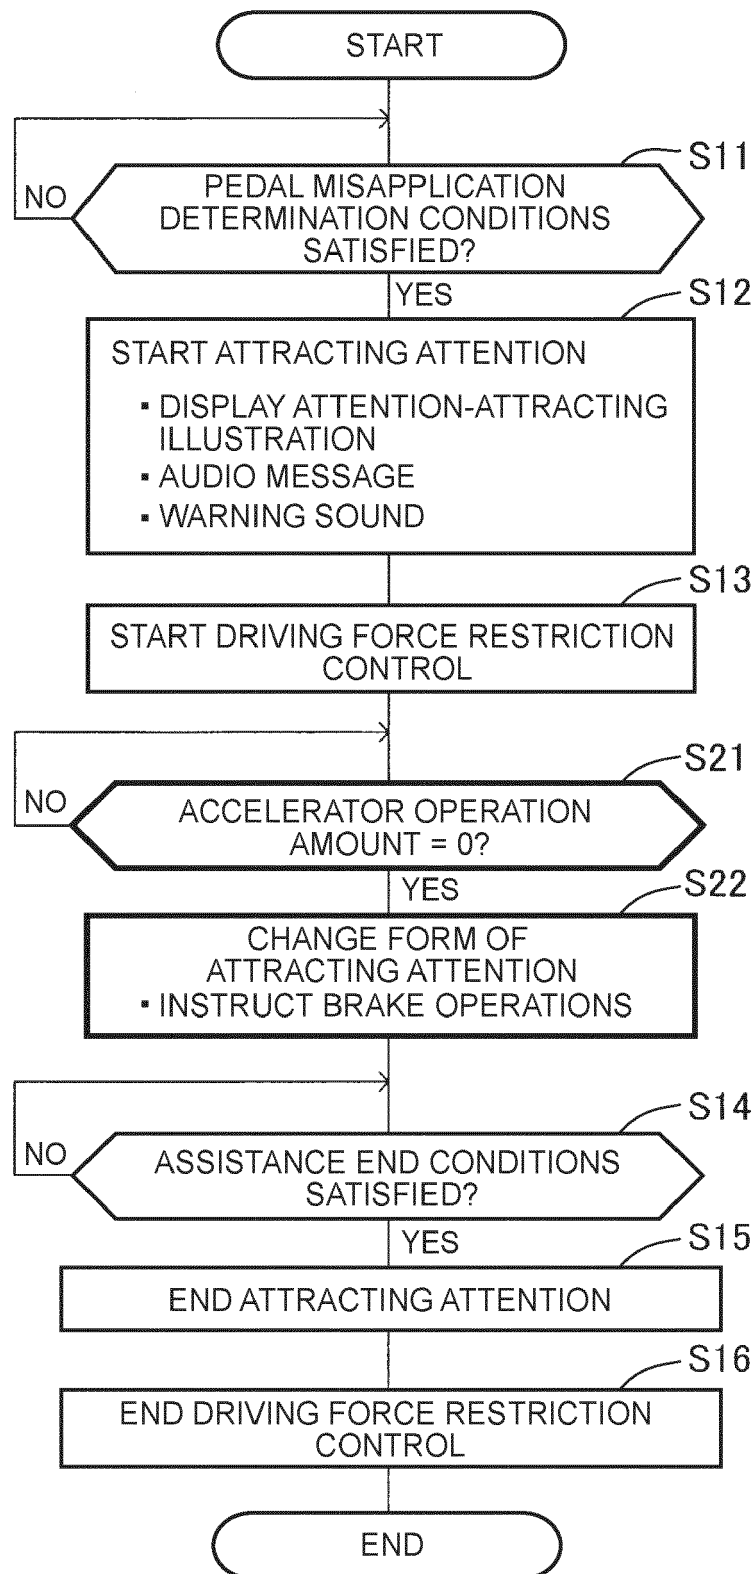 START
S11
NO
PEDAL MISAPPLICATION
DETERMINATION CONDITIONS
SATISFIED?
YES
S12
START ATTRACTING ATTENTION
▪ DISPLAY ATTENTION-ATTRACTING
ILLUSTRATION
▪ AUDIO MESSAGE
▪ WARNING SOUND
S13
START DRIVING FORCE RESTRICTION
CONTROL
S21
NO
ACCELERATOR OPERATION
AMOUNT = 0?
YES
S22
CHANGE FORM OF
ATTRACTING ATTENTION
▪ INSTRUCT BRAKE OPERATIONS
S14
NO
ASSISTANCE END CONDITIONS
SATISFIED?
YES
S15
END ATTRACTING ATTENTION
S16
END DRIVING FORCE RESTRICTION
CONTROL
END